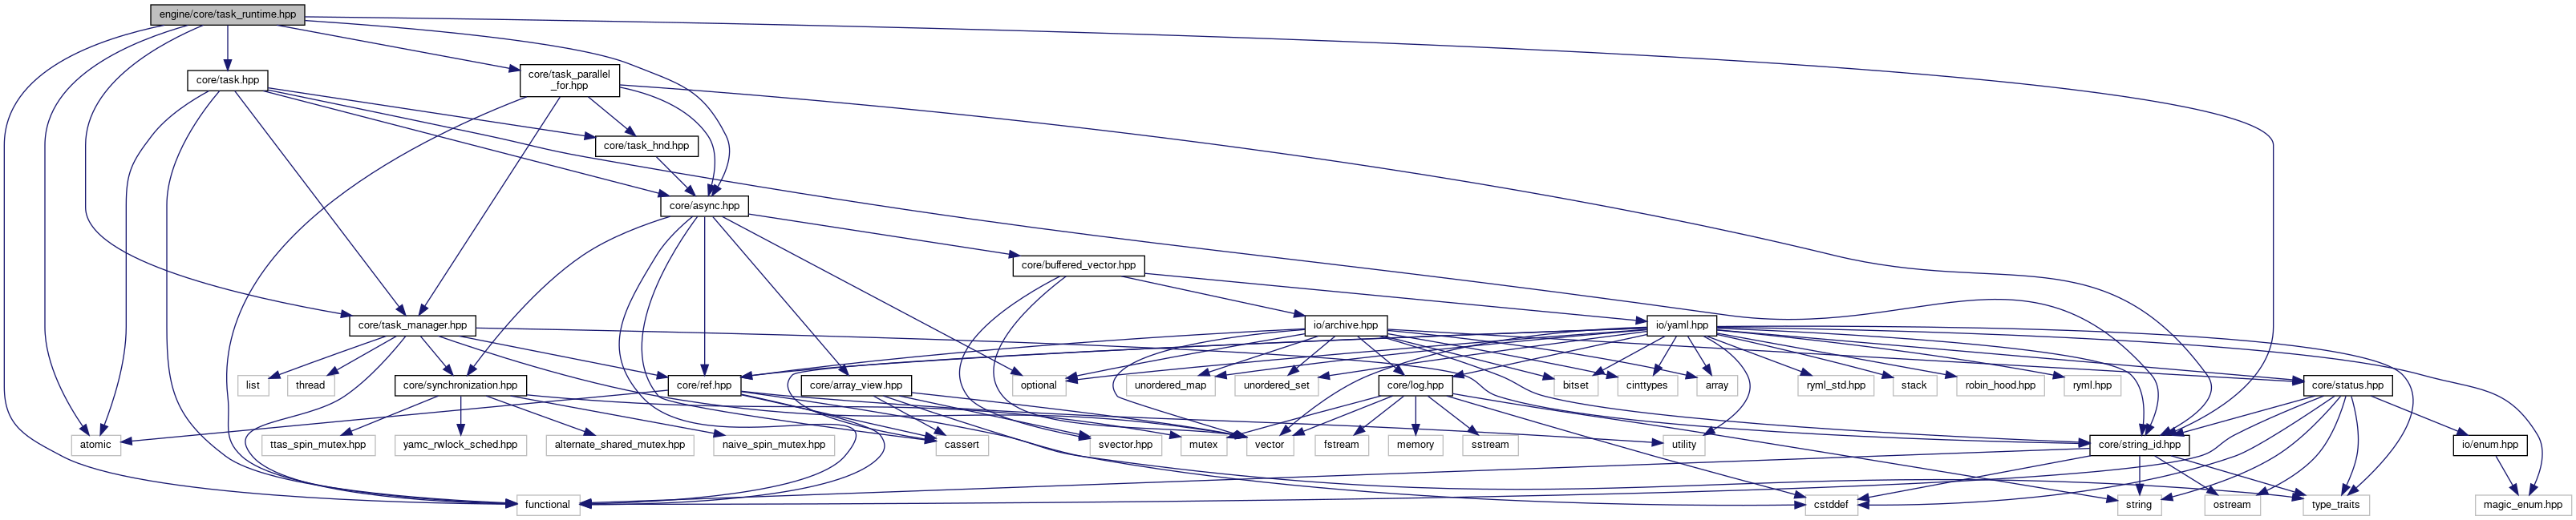 engine/core/task_runtime.hpp
core/task.hpp
core/task_parallel
_for.hpp
core/task_hnd.hpp
core/async.hpp
core/buffered_vector.hpp
core/task_manager.hpp
io/archive.hpp
io/yaml.hpp
list
thread
core/synchronization.hpp
core/ref.hpp
core/array_view.hpp
optional
unordered_map
unordered_set
core/log.hpp
bitset
cinttypes
array
ryml_std.hpp
stack
robin_hood.hpp
ryml.hpp
core/status.hpp
atomic
ttas_spin_mutex.hpp
yamc_rwlock_sched.hpp
alternate_shared_mutex.hpp
naive_spin_mutex.hpp
cassert
svector.hpp
mutex
vector
fstream
memory
sstream
utility
core/string_id.hpp
io/enum.hpp
functional
cstddef
string
ostream
type_traits
magic_enum.hpp